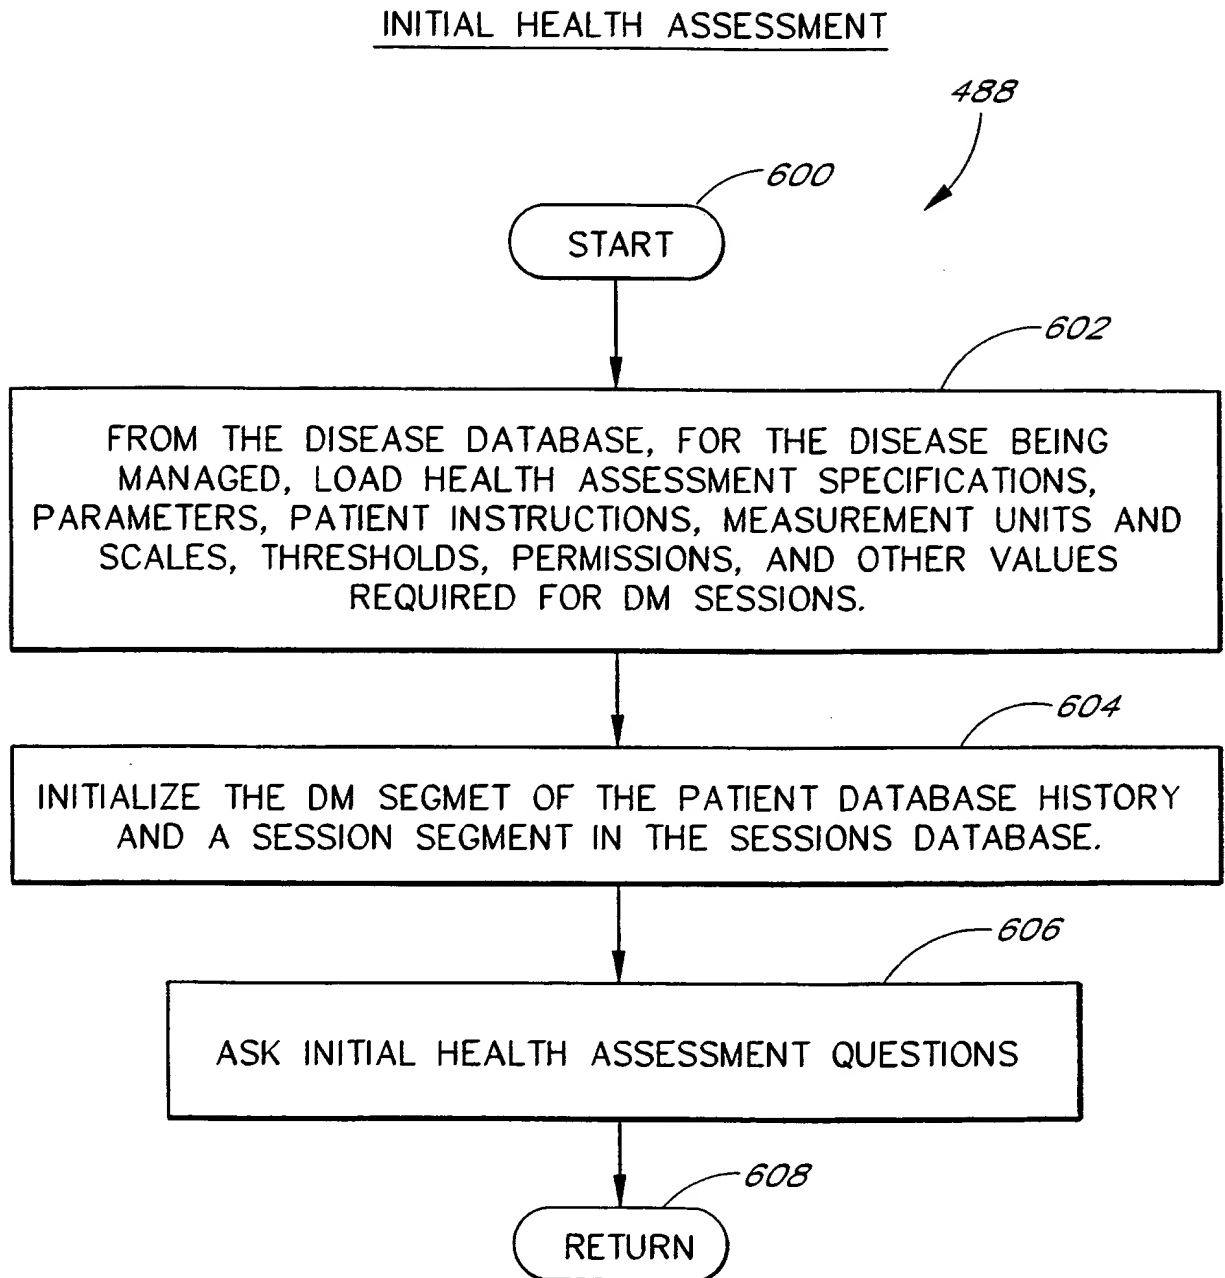 INITIAL HEALTH ASSESSMENT
488
600
START
602
FROM THE DISEASE DATABASE, FOR THE DISEASE BEING
MANAGED, LOAD HEALTH ASSESSMENT SPECIFICATIONS,
PARAMETERS, PATIENT INSTRUCTIONS, MEASUREMENT UNITS AND
SCALES, THRESHOLDS, PERMISSIONS, AND OTHER VALUES
REQUIRED FOR DM SESSIONS.
604
INITIALIZE THE DM SEGMET OF THE PATIENT DATABASE HISTORY
AND A SESSION SEGMENT IN THE SESSIONS DATABASE.
606
ASK INITIAL HEALTH ASSESSMENT QUESTIONS
608
RETURN